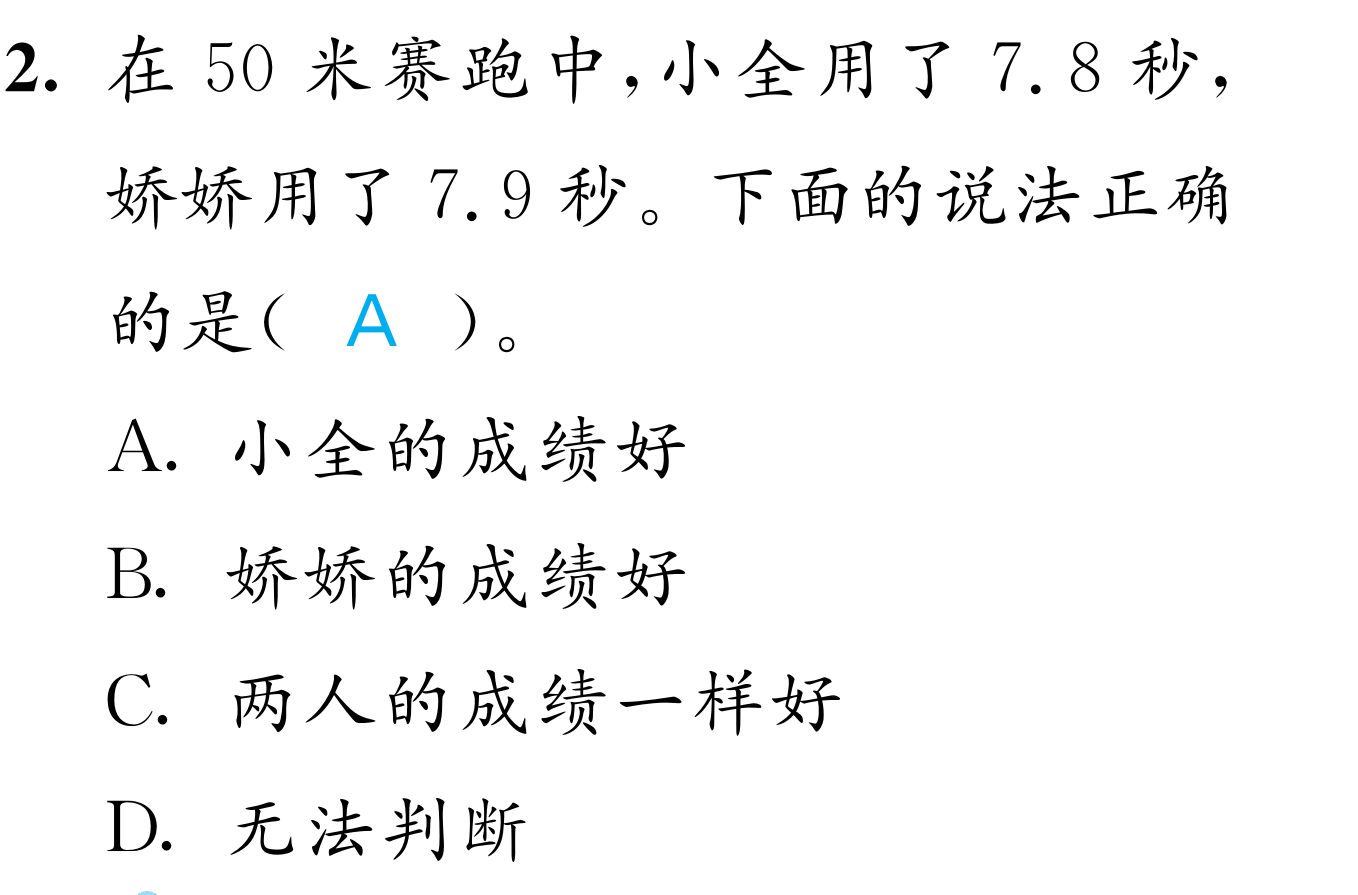 2. 在 50 米赛跑中,小全用了 7.8 秒,
娇娇用了 7.9 秒。下面的说法正确
的是( A )。
A. 小全的成绩好
B. 娇娇的成绩好
C. 两人的成绩一样好
D. 无法判断